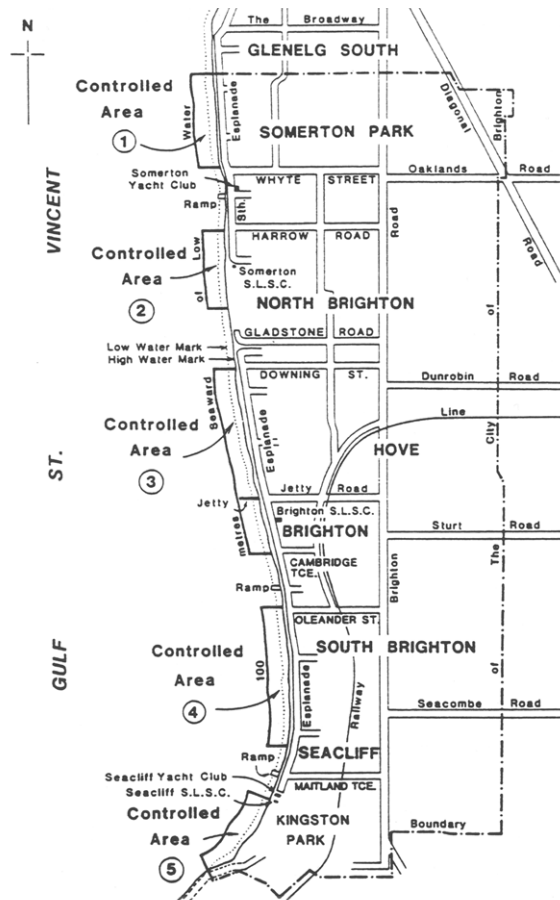 The Broadway
N
GLENELG SOUTH
Controlled
Area
1
Water
Esplanade
SOMERTON PARK
Diagonal
Road
Brighton
Somerton
Yacht Club
Ramp
Sth.
WHYTE STREET
Oaklands Road
VINCENT
HARROW ROAD
Road
Controlled
Area
2
Low
of
Somerton
S.L.S.C.
NORTH BRIGHTON
of
GLADSTONE ROAD
Low Water Mark
High Water Mark
DOWNING ST.
Dunrobin Road
Seaward
Line
Controlled
Area
3
Esplanade
HOVE
City
ST.
Jetty Road
Jetty
metres
Brighton S.L.S.C.
BRIGHTON
Sturt Road
The
CAMBRIDGE
TCE.
Ramp
Brighton
OLEANDER ST.
SOUTH BRIGHTON
Controlled
Area
4
100
GULF
Esplanade
Railway
of
Seacombe Road
SEACLIFF
Ramp
Seacliff Yacht Club
Seacliff S.L.S.C.
MAITLAND TCE.
Controlled
Area
5
KINGSTON
PARK
Boundary